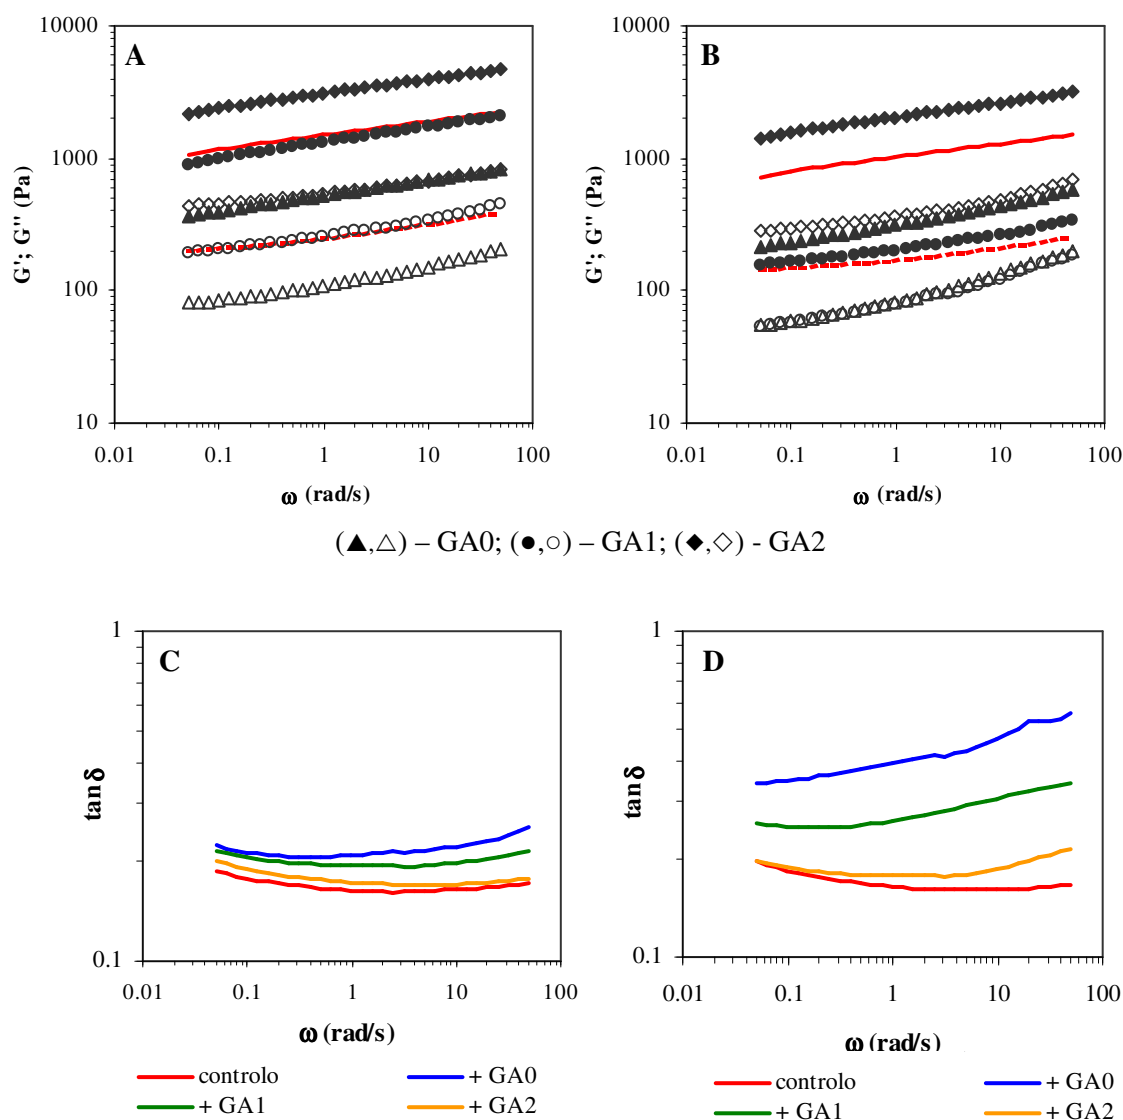 10000
A
1000
100
10
G'; G'' (Pa)
0.01 0.1 1 10 100
ω (rad/s)
10000
B
1000
100
10
G'; G'' (Pa)
0.01 0.1 1 10 100
ω (rad/s)
(▲,△) – GA0; (●,○) – GA1; (◆,◇) - GA2
1
C
0.1
tan δ
0.01 0.1 1 10 100
ω (rad/s)
controlo + GA0
+ GA1 + GA2
1
D
0.1
tan δ
0.01 0.1 1 10 100
ω (rad/s)
controlo + GA0
+ GA1 + GA2